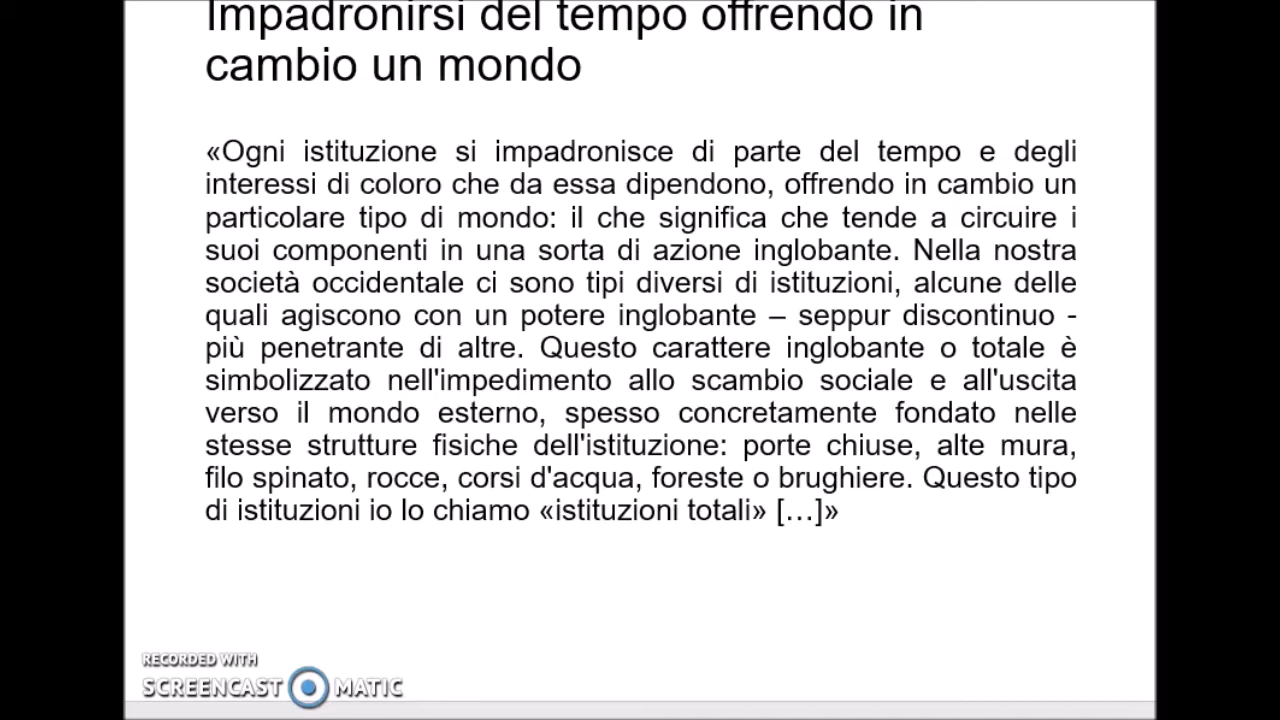 Impadronirsi del tempo offrendo in
cambio un mondo
«Ogni istituzione si impadronisce di parte del tempo e degli
interessi di coloro che da essa dipendono, offrendo in cambio un
particolare tipo di mondo: il che significa che tende a circuire i
suoi componenti in una sorta di azione inglobante. Nella nostra
società occidentale ci sono tipi diversi di istituzioni, alcune delle
quali agiscono con un potere inglobante – seppur discontinuo -
più penetrante di altre. Questo carattere inglobante o totale è
simbolizzato nell'impedimento allo scambio sociale e all'uscita
verso il mondo esterno, spesso concretamente fondato nelle
stesse strutture fisiche dell'istituzione: porte chiuse, alte mura,
filo spinato, rocce, corsi d'acqua, foreste o brughiere. Questo tipo
di istituzioni io lo chiamo «istituzioni totali» […]»
RECORDED WITH
SCREENCAST MATIC